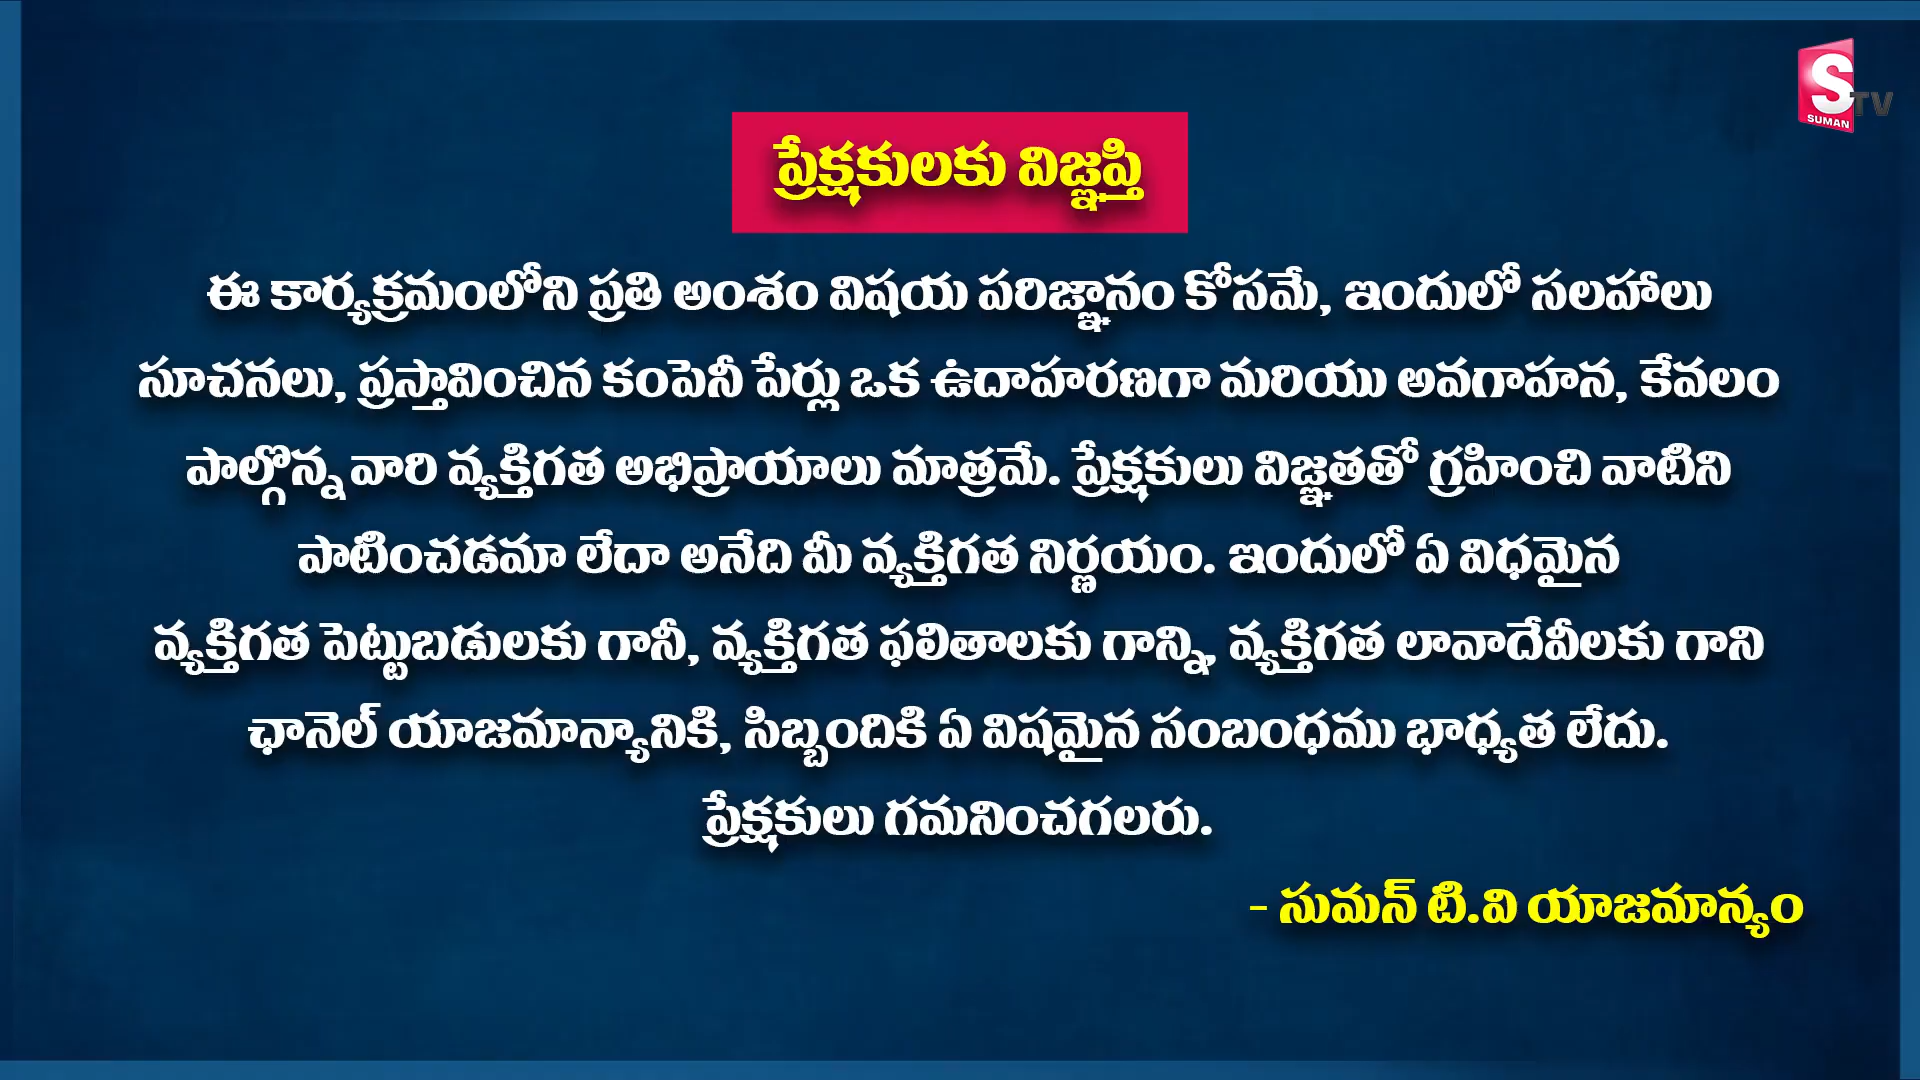 S TV
SUMAN
ప్రేక్షకులకు విజ్ఞప్తి
ఈ కార్యక్రమంలోని ప్రతి అంశం విషయ పరిజ్ఞానం కోసమే, ఇందులో సలహాలు
సూచనలు, ప్రస్తావించిన కంపెనీ పేర్లు ఒక ఉదాహరణగా మరియు అవగాహన, కేవలం
పాల్గొన్న వారి వ్యక్తిగత అభిప్రాయాలు మాత్రమే. ప్రేక్షకులు విజ్ఞతతో గ్రహించి వాటిని
పాటించడమా లేదా అనేది మీ వ్యక్తిగత నిర్ణయం. ఇందులో ఏ విధమైన
వ్యక్తిగత పెట్టుబడులకు గానీ, వ్యక్తిగత ఫలితాలకు గాన్ని, వ్యక్తిగత లావాదేవీలకు గాని
ఛానెల్ యాజమాన్యానికి, సిబ్బందికి ఏ విషమైన సంబంధము భాధ్యత లేదు.
ప్రేక్షకులు గమనించగలరు.
- సుమన్ టి.వి యాజమాన్యం